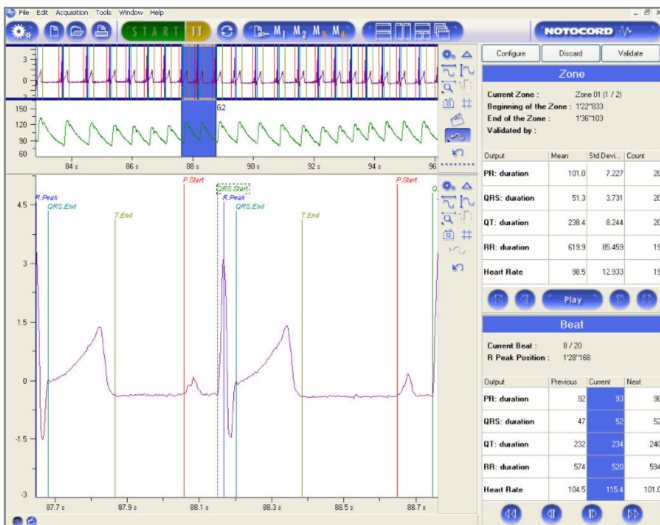 File Edit Acquisition Tools Window Help
START
M1 M2 M3 M4
NOTOCORD
Configure Discard Validate
Zone
Current Zone : Zone 01 (1 / 2)
Beginning of the Zone : 1'22"833
End of the Zone : 1'36"103
Validated by :
Output Mean Std Devi... Count
PR: duration 101.0 7.227 20
QRS: duration 51.3 3.731 20
QT: duration 238.4 8.244 20
RR: duration 619.9 85.459 19
Heart Rate 98.5 12.933 19
Play
Beat
Current Beat : 8 / 20
R Peak Position : 1'28"168
Output Previous Current Next
PR: duration 92 93 98
QRS: duration 47 52 52
QT: duration 232 234 240
RR: duration 574 520 594
Heart Rate 104.5 115.4 101.0
3
0
-3
150
120
90
60
G2
84 s 86 s 88 s 90 s 92 s 94 s 96
R.Peak QRS.End T.End P.Start QRS.Start R.Peak QRS.End T.End P.Start
4.5
3
1.5
0
-1.5
-3
87.7 s 87.9 s 88.1 s 88.3 s 88.5 s 88.7 s